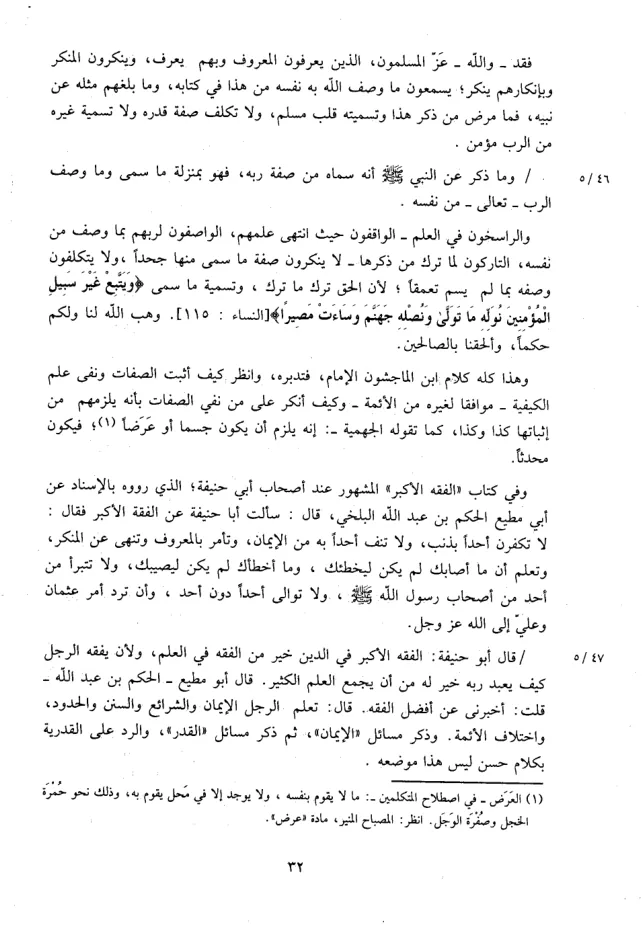 فقد ـ والله ـ عَزّ المسلمون، الذين يعرفون المعروف وبهم يعرف، وينكرون المنكر
وبإنكارهم ينكر؛ يسمعون ما وصف الله به نفسه من هذا في كتابه، وما بلغهم مثله عن
نبيه، فما مرض من ذكر هذا وتسميته قلب مسلم، ولا تكلف صفة قدره ولا تسمية غيره
من الرب مؤمن .
٥/٤٦ / وما ذكر عن النبي ﷺ أنه سماه من صفة ربه، فهو بمنزلة ما سمى وما وصف
الرب ـ تعالى ـ من نفسه .
والراسخون في العلم ـ الواقفون حيث انتهى علمهم، الواصفون لربهم بما وصف من
نفسه، التاركون لما ترك من ذكرها ـ لا ينكرون صفة ما سمى منها جحداً ،ولا يتكلفون
وصفه بما لم يسم تعمقاً ؛ لأن الحق ترك ما ترك ، وتسمية ما سمى ﴿وَيَتَّبِعْ غَيْرَ سَبِيلِ
الْمُؤْمِنِينَ نُوَلِّهِ مَا تَوَلَّىٰ وَنُصْلِهِ جَهَنَّمَ وَسَاءَتْ مَصِيرًا﴾[النساء : ١١٥]. وهب الله لنا ولكم
حكماً، وألحقنا بالصالحين.
وهذا كله كلام ابن الماجشون الإمام، فتدبره، وانظر كيف أثبت الصفات ونفى علم
الكيفية ـ موافقا لغيره من الأئمة ـ وكيف أنكر على من نفي الصفات بأنه يلزمهم من
إثباتها كذا وكذا، كما تقوله الجهمية ـ: إنه يلزم أن يكون جسما أو عَرَضاً (١)؛ فيكون
محدثاً.
وفي كتاب «الفقه الأكبر» المشهور عند أصحاب أبي حنيفة؛ الذي رووه بالإسناد عن
أبي مطيع الحكم بن عبد الله البلخي، قال : سألت أبا حنيفة عن الفقة الأكبر فقال :
لا تكفرن أحداً بذنب، ولا تنف أحداً به من الإيمان، وتأمر بالمعروف وتنهى عن المنكر،
وتعلم أن ما أصابك لم يكن ليخطئك ، وما أخطأك لم يكن ليصيبك، ولا تتبرأ من
أحد من أصحاب رسول الله ﷺ ، ولا توالى أحداً دون أحد ، وأن ترد أمر عثمان
وعليّ إلى الله عز وجل.
٥/٤٧ / قال أبو حنيفة: الفقه الأكبر في الدين خير من الفقه في العلم، ولأن يفقه الرجل
كيف يعبد ربه خير له من أن يجمع العلم الكثير. قال أبو مطيع ـ الحكم بن عبد الله ـ
قلت: أخبرنى عن أفضل الفقه. قال: تعلم الرجل الإيمان والشرائع والسنن والحدود،
واختلاف الأئمة. وذكر مسائل «الإيمان»، ثم ذكر مسائل «القدر»، والرد على القدرية
بكلام حسن ليس هذا موضعه .
(١) العَرَض ـ في اصطلاح المتكلمين ـ: ما لا يقوم بنفسه ، ولا يوجد إلا في مَحل يقوم به، وذلك نحو حُمْرَة
الخجل وصُفْرَة الوَجَل. انظر: المصباح المنير، مادة «عرض».
٣٢